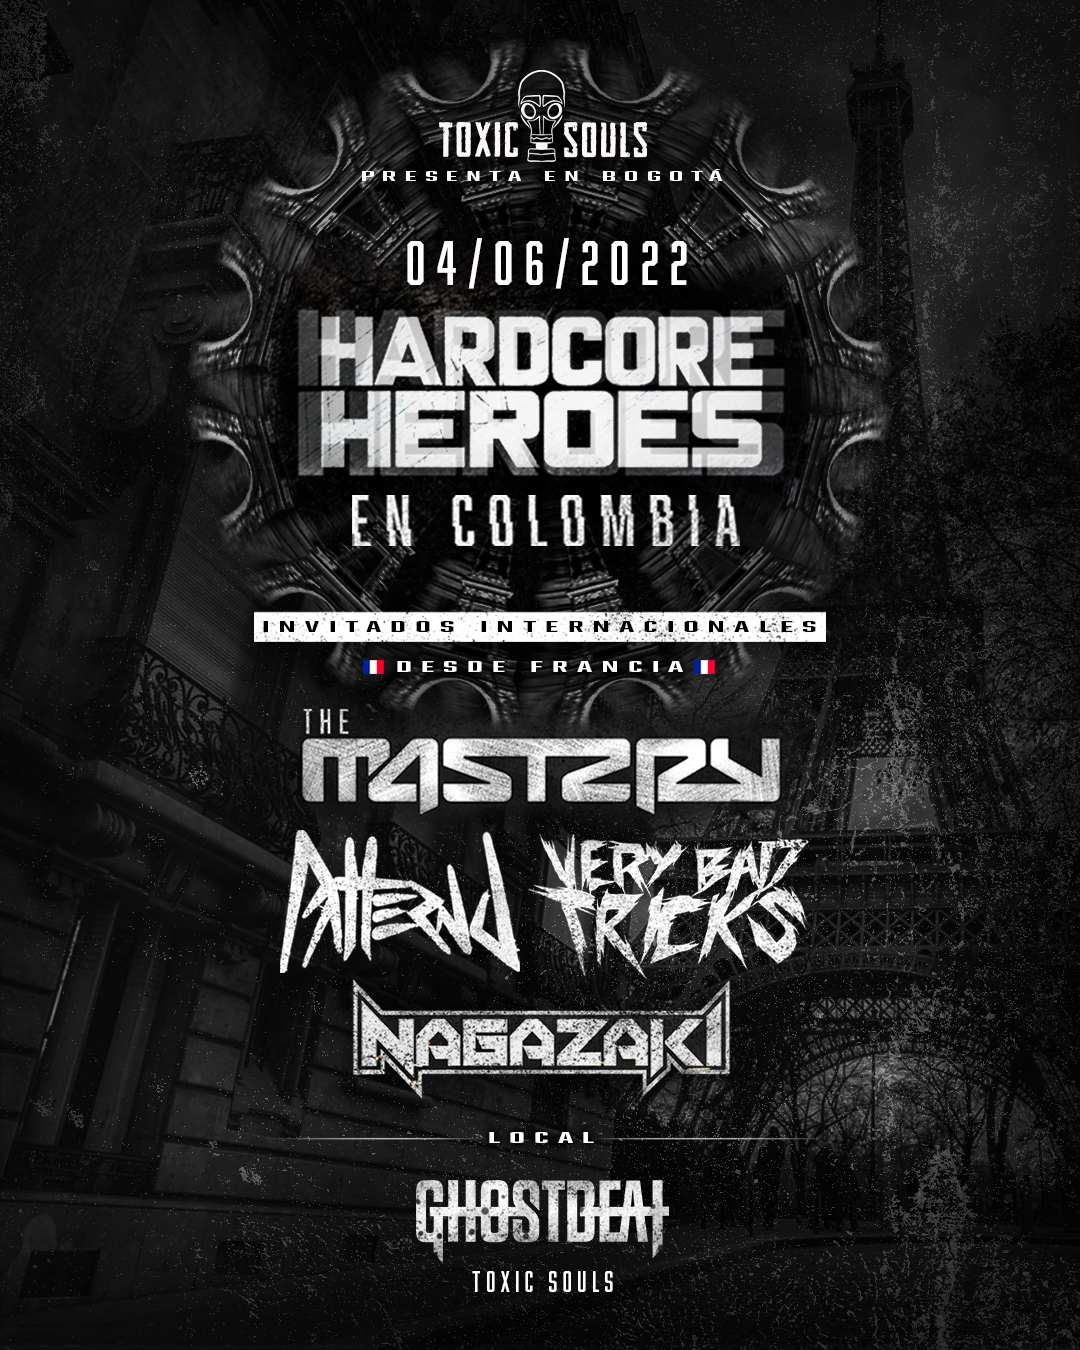 TOXIC SOULS
PRESENTA EN BOGOTÁ
04/06/2022
HARDCORE
HEROES
EN COLOMBIA
INVITADOS INTERNACIONALES
DESDE FRANCIA
THE
MASTERY
PATTERN J
VERY BAD
TRICKS
NAGAZAKI
LOCAL
GHOSTBEAT
TOXIC SOULS